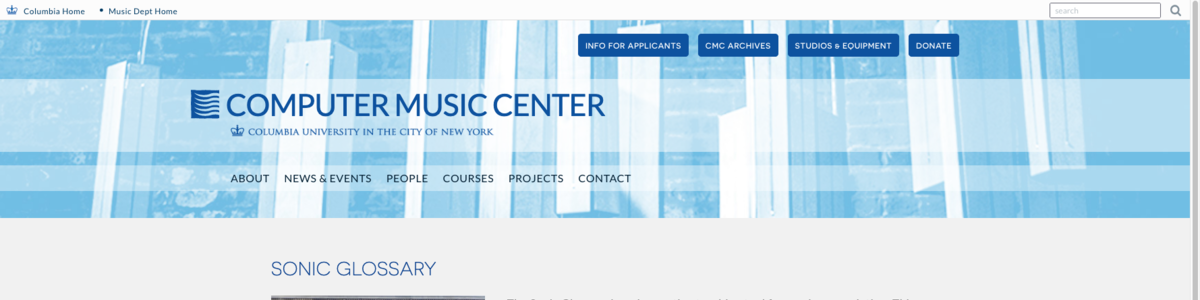 Columbia Home • Music Dept Home search
INFO FOR APPLICANTS CMC ARCHIVES STUDIOS & EQUIPMENT DONATE
COMPUTER MUSIC CENTER
COLUMBIA UNIVERSITY IN THE CITY OF NEW YORK
ABOUT NEWS & EVENTS PEOPLE COURSES PROJECTS CONTACT
SONIC GLOSSARY